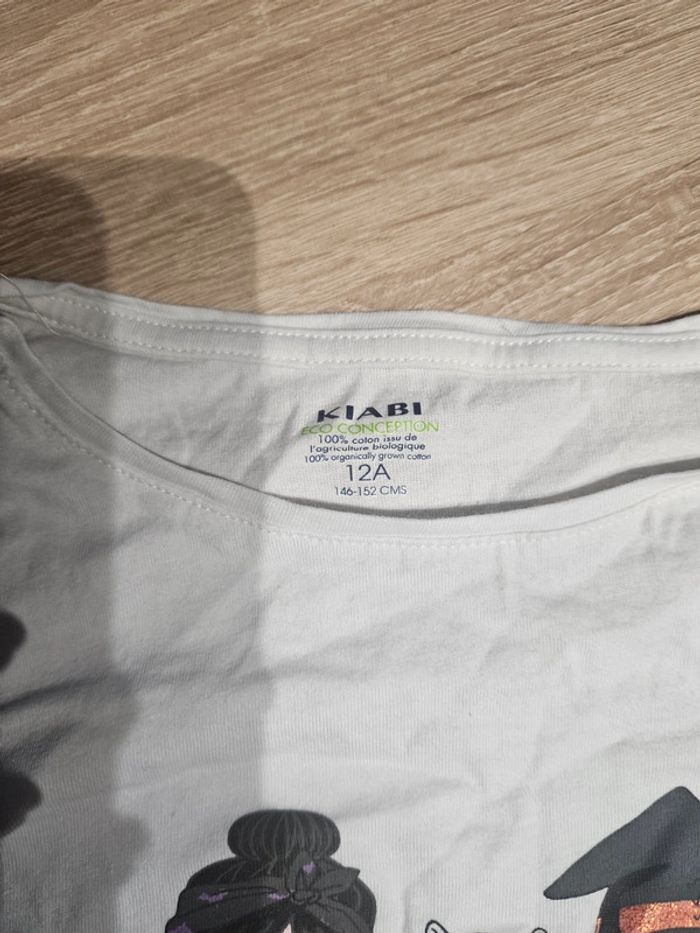 KIABI
ECO CONCEPTION
100% coton issu de
l'agriculture biologique
100% organically grown cotton
12A
146-152 CMS